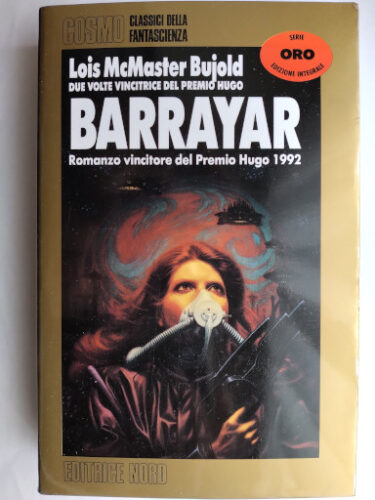 COSMO
CLASSICI DELLA
FANTASCIENZA
SERIE
ORO
EDIZIONE INTEGRALE
Lois McMaster Bujold
DUE VOLTE VINCITRICE DEL PREMIO HUGO
BARRAYAR
Romanzo vincitore del Premio Hugo 1992
EDITRICE NORD